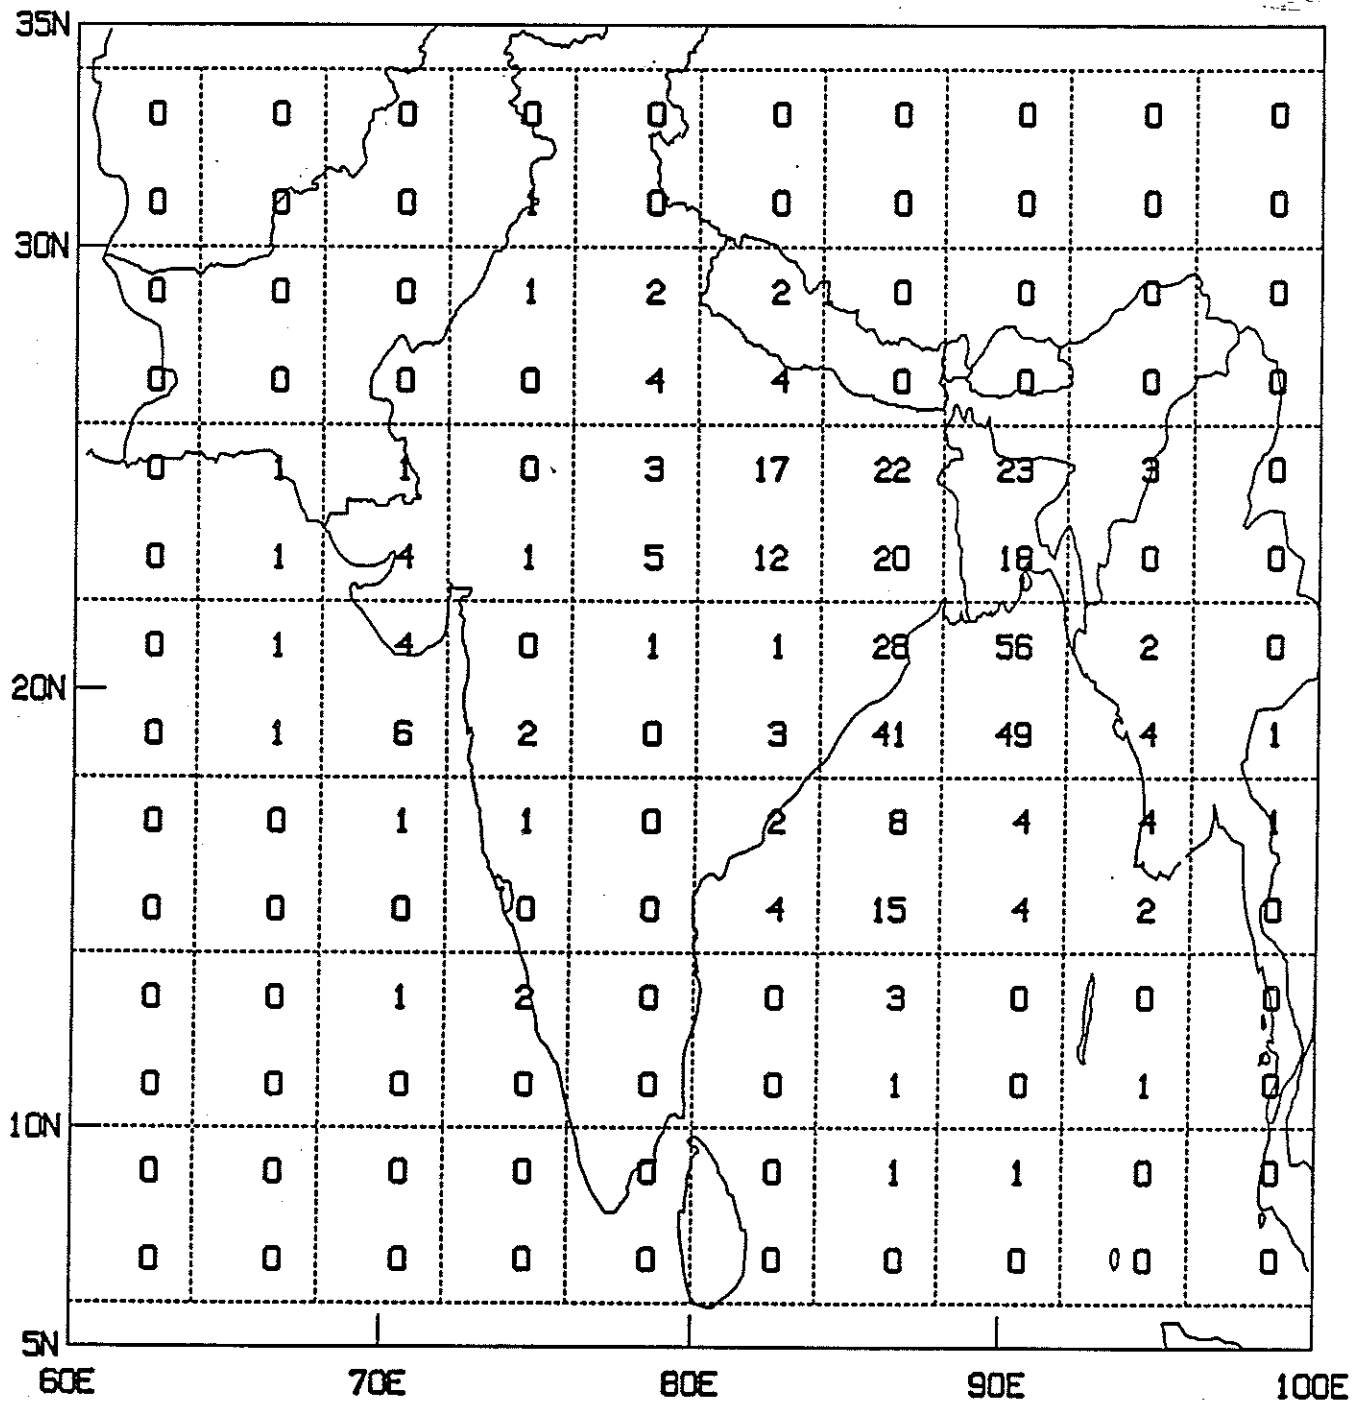 35N
0 0 0 0 0 0 0 0 0 0
0 0 0 1 0 0 0 0 0 0
30N
0 0 0 1 2 2 0 0 0 0
0 0 0 0 4 4 0 0 0 0
0 1 1 0 3 17 22 23 3 0
0 1 4 1 5 12 20 18 0 0
0 1 4 0 1 1 28 56 2 0
20N
0 1 6 2 0 3 41 49 4 1
0 0 1 1 0 2 8 4 4 1
0 0 0 0 0 4 15 4 2 0
0 0 1 2 0 0 3 0 0 0
0 0 0 0 0 0 1 0 1 0
10N
0 0 0 0 0 0 1 1 0 0
0 0 0 0 0 0 0 0 0 0
5N
60E 70E 80E 90E 100E